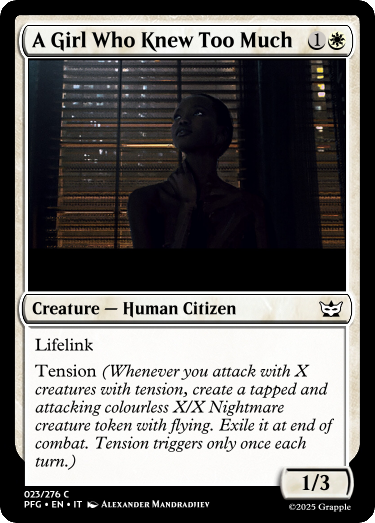 A Girl Who Knew Too Much 1
Creature — Human Citizen
Lifelink
Tension (Whenever you attack with X
creatures with tension, create a tapped and
attacking colourless X/X Nightmare
creature token with flying. Exile it at end of
combat. Tension triggers only once each
turn.)
1/3
023/276 C
PFG • EN • IT Alexander Mandradhiev
©2025 Grapple